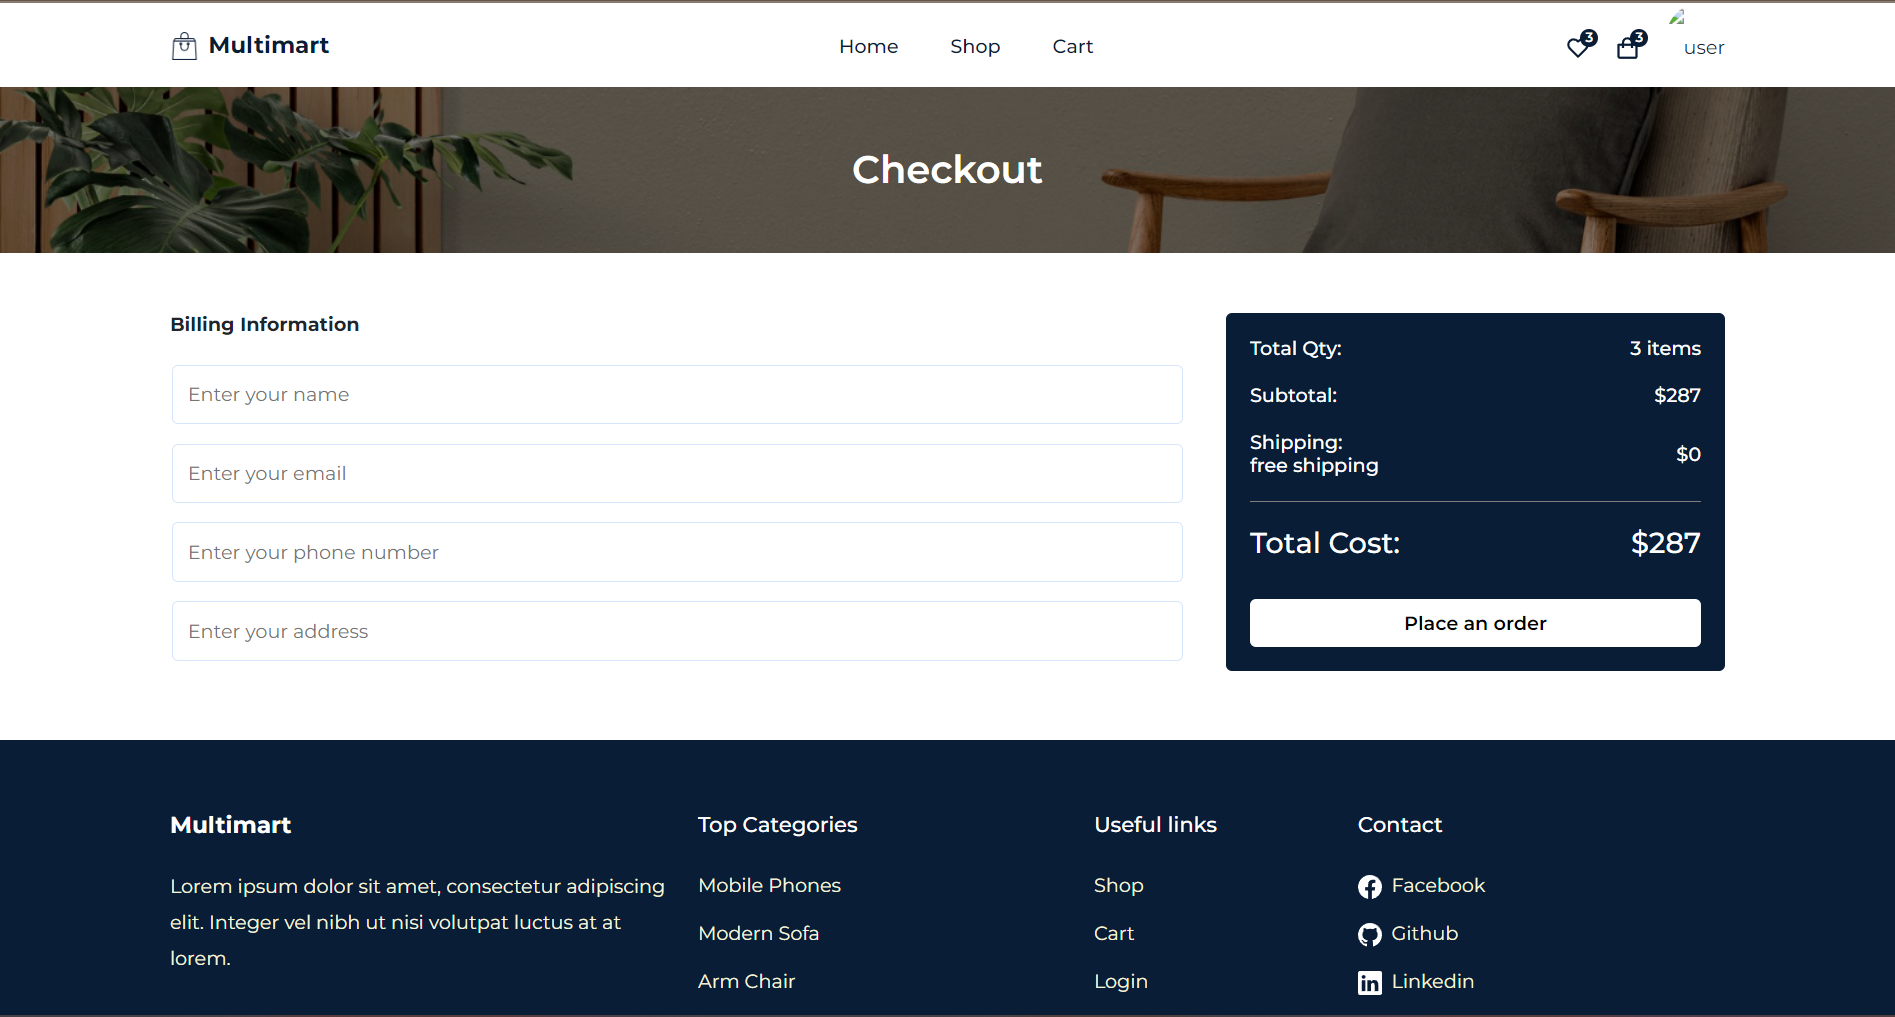 Multimart
Home
Shop
Cart
3
3
user
Checkout
Billing Information
Enter your name
Enter your email
Enter your phone number
Enter your address
Total Qty:
3 items
Subtotal:
$287
Shipping:
free shipping
$0
Total Cost:
$287
Place an order
Multimart
Lorem ipsum dolor sit amet, consectetur adipiscing
elit. Integer vel nibh ut nisi volutpat luctus at at
lorem.
Top Categories
Mobile Phones
Modern Sofa
Arm Chair
Useful links
Shop
Cart
Login
Contact
Facebook
Github
Linkedin